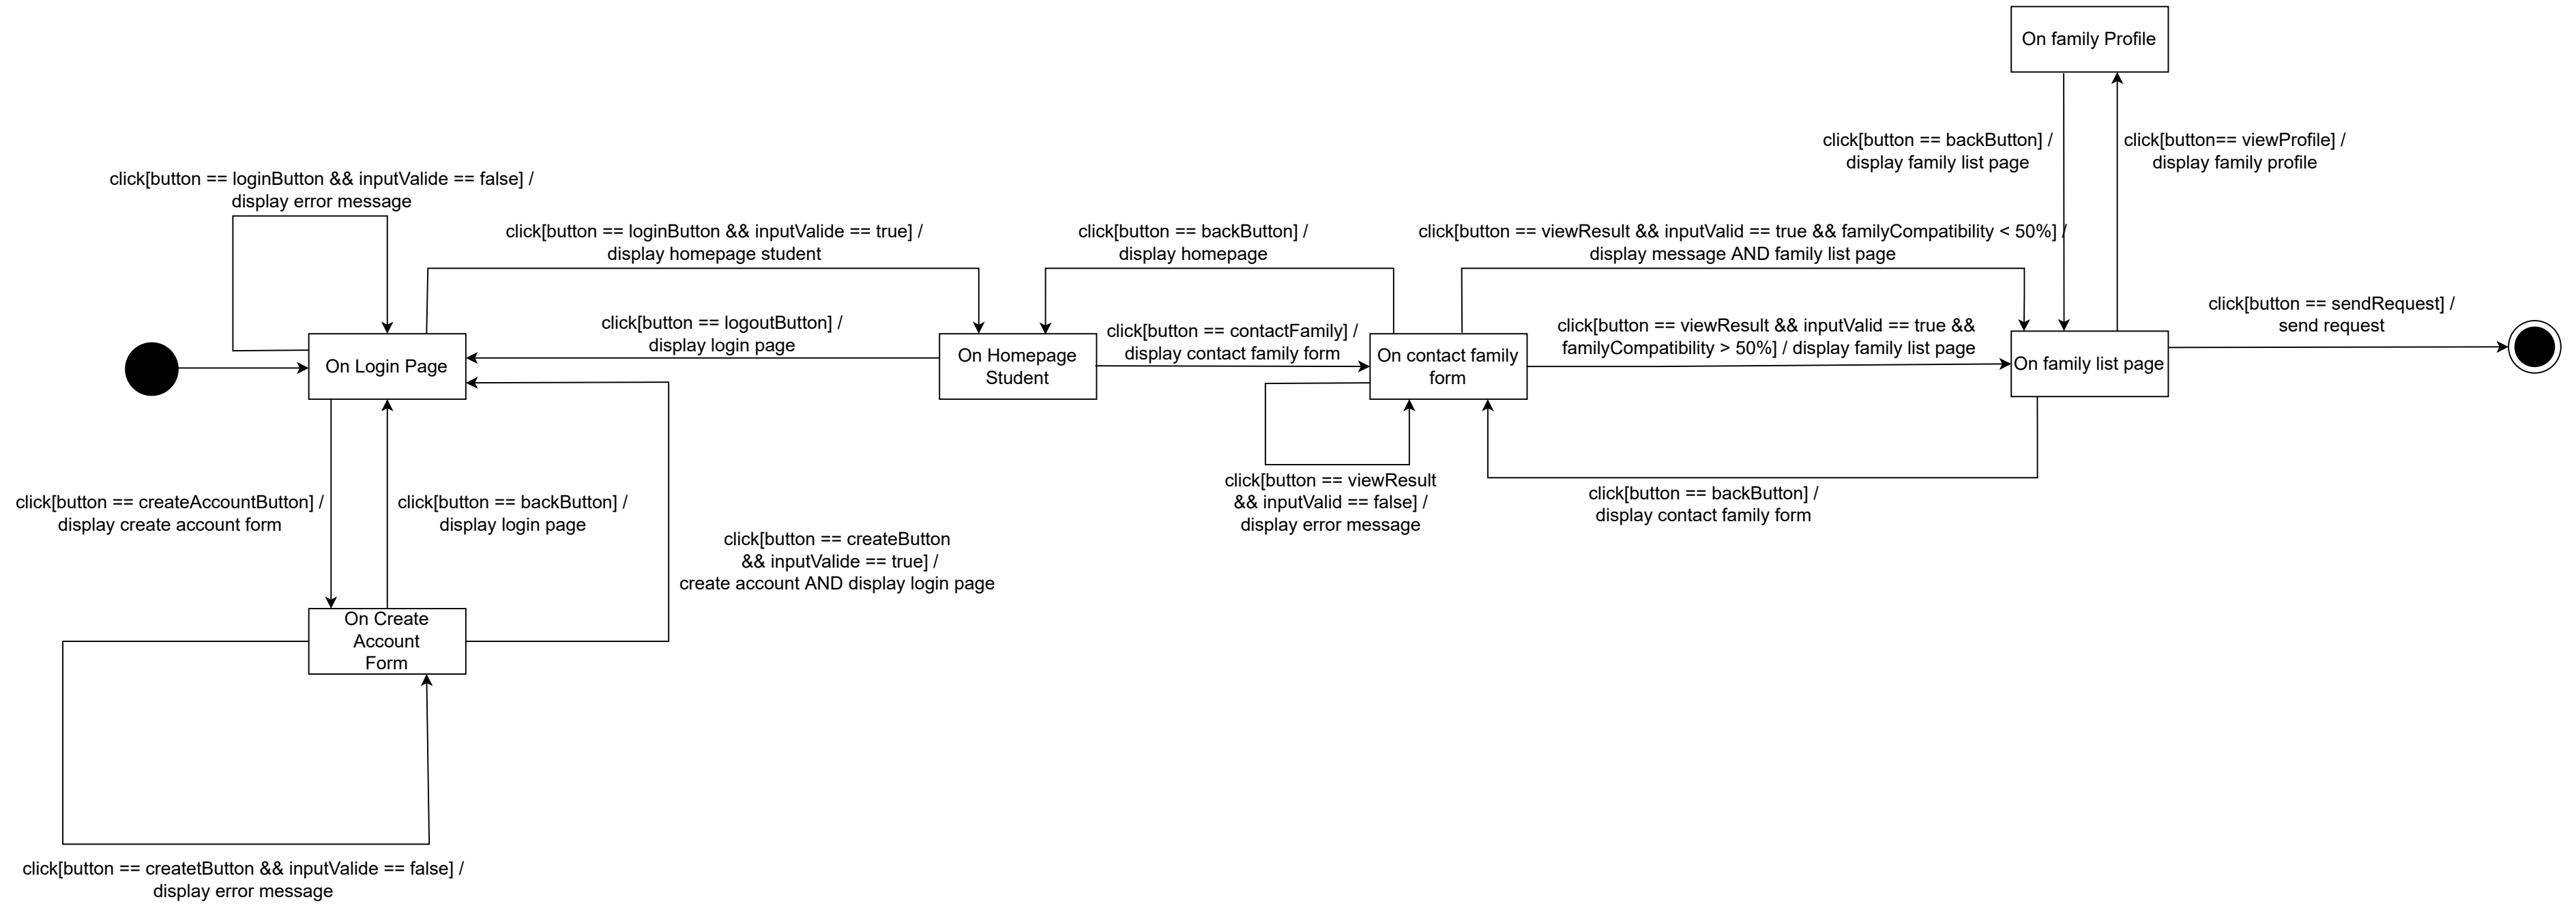 On family Profile
click[button == backButton] /
display family list page
click[button== viewProfile] /
display family profile
click[button == loginButton && inputValide == false] /
display error message
click[button == loginButton && inputValide == true] /
display homepage student
click[button == backButton] /
display homepage
click[button == viewResult && inputValid == true && familyCompatibility < 50%] /
display message AND family list page
click[button == sendRequest] /
send request
click[button == logoutButton] /
display login page
click[button == contactFamily] /
display contact family form
click[button == viewResult && inputValid == true &&
familyCompatibility > 50%] / display family list page
On Login Page
On Homepage
Student
On contact family
form
On family list page
click[button == viewResult
&& inputValid == false] /
display error message
click[button == backButton] /
display contact family form
click[button == createAccountButton] /
display create account form
click[button == backButton] /
display login page
click[button == createButton
&& inputValide == true] /
create account AND display login page
On Create
Account
Form
click[button == createtButton && inputValide == false] /
display error message